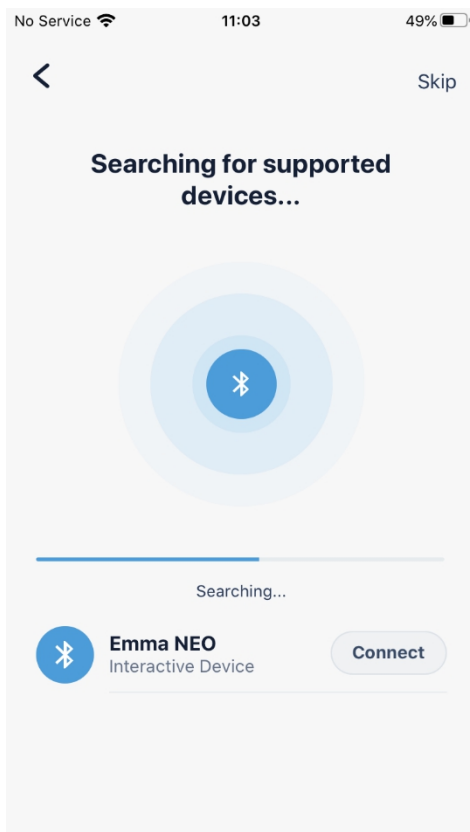 No Service 11:03 49%
Skip
Searching for supported
devices...
Searching...
Emma NEO
Interactive Device
Connect